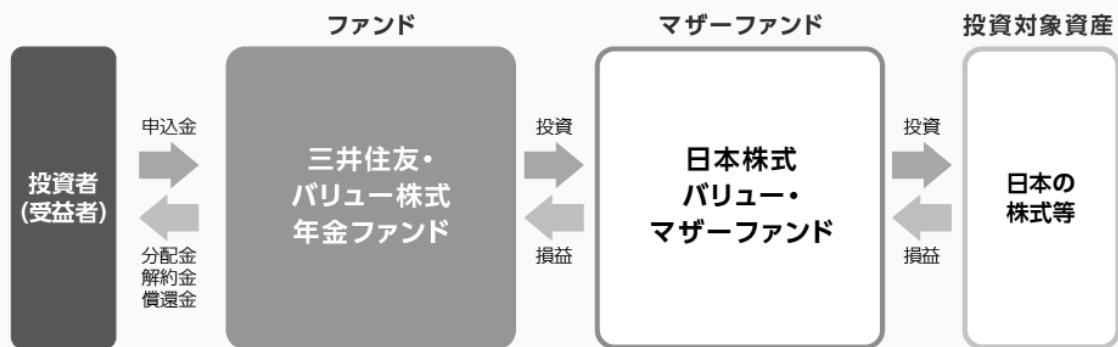 ファンド
マザーファンド
投資対象資産
投資者
(受益者)
申込金
分配金
解約金
償還金
三井住友・
バリュー株式
年金ファンド
投資
損益
日本株式
バリュー・
マザーファンド
投資
損益
日本の
株式等